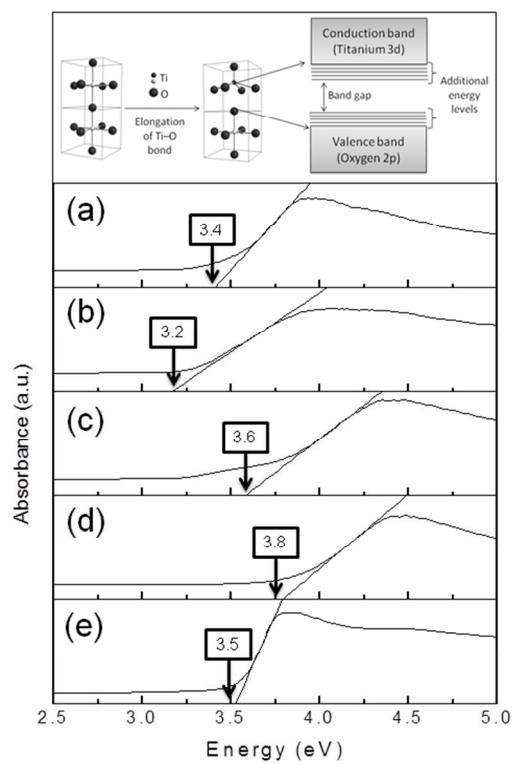 Conduction band
(Titanium 3d)
Ti
O
Elongation
of Ti–O
bond
Band gap
Additional
energy
levels
Valence band
(Oxygen 2p)
(a)
3.4
(b)
3.2
(c)
3.6
(d)
3.8
(e)
3.5
Absorbance (a.u.)
2.5 3.0 3.5 4.0 4.5 5.0
Energy (eV)